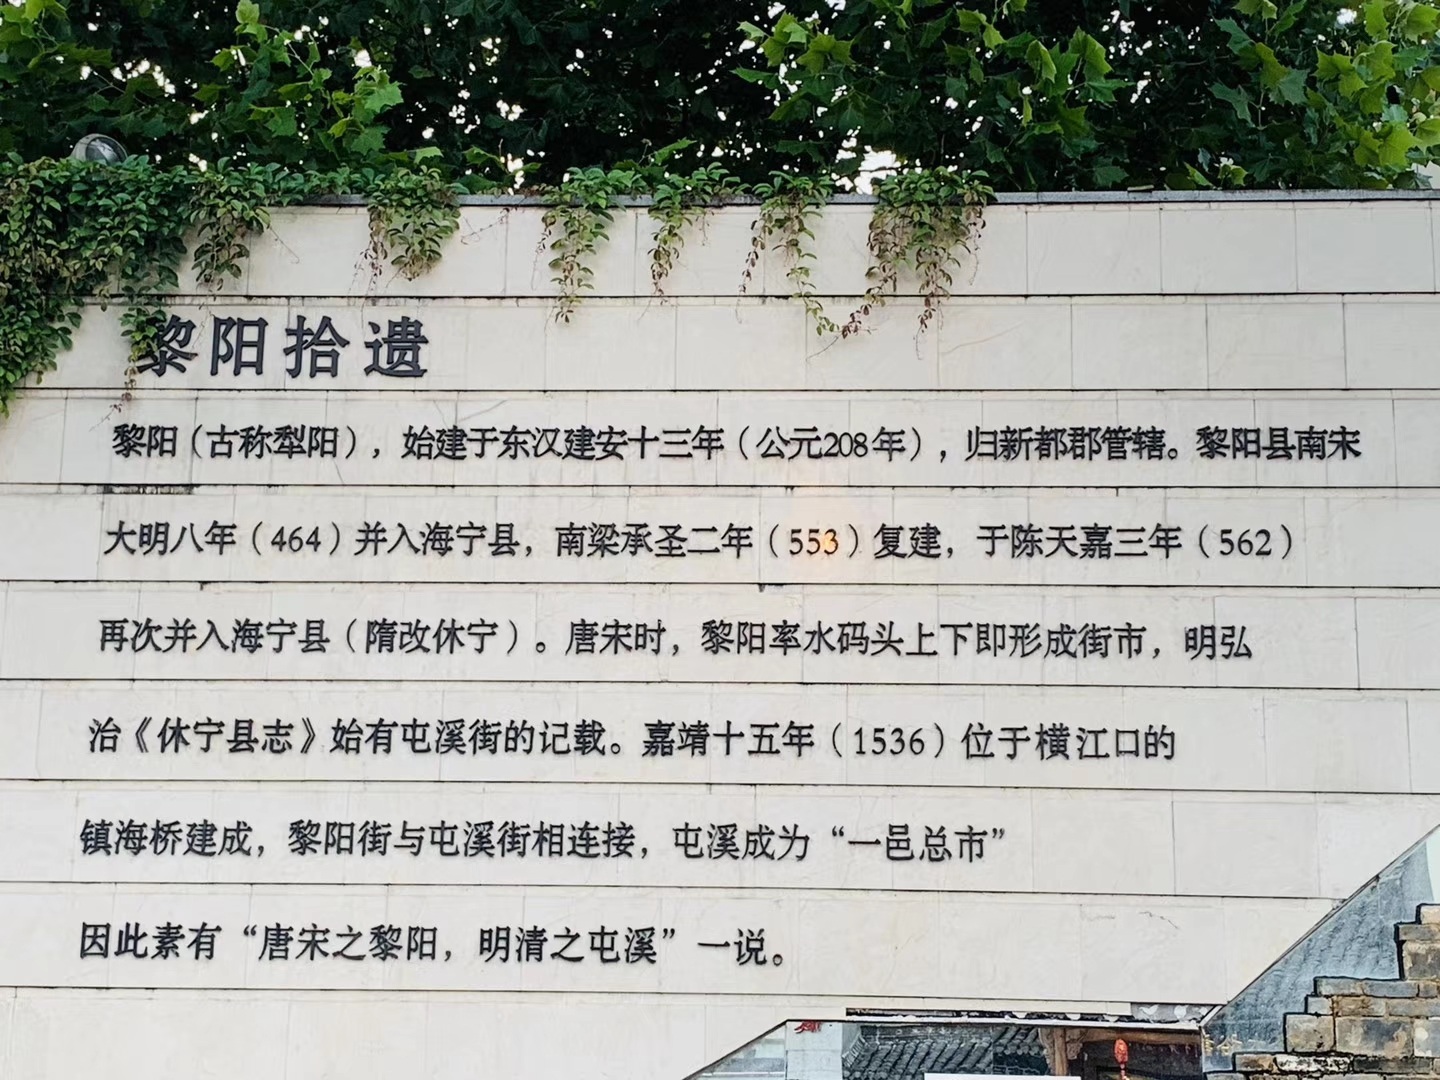 黎阳拾遗
黎阳（古称犁阳），始建于东汉建安十三年（公元208年），归新都郡管辖。黎阳县南宋
大明八年（464）并入海宁县，南梁承圣二年（553）复建，于陈天嘉三年（562）
再次并入海宁县（隋改休宁）。唐宋时，黎阳率水码头上下即形成街市，明弘
治《休宁县志》始有屯溪街的记载。嘉靖十五年（1536）位于横江口的
镇海桥建成，黎阳街与屯溪街相连接，屯溪成为“一邑总市”
因此素有“唐宋之黎阳，明清之屯溪”一说。